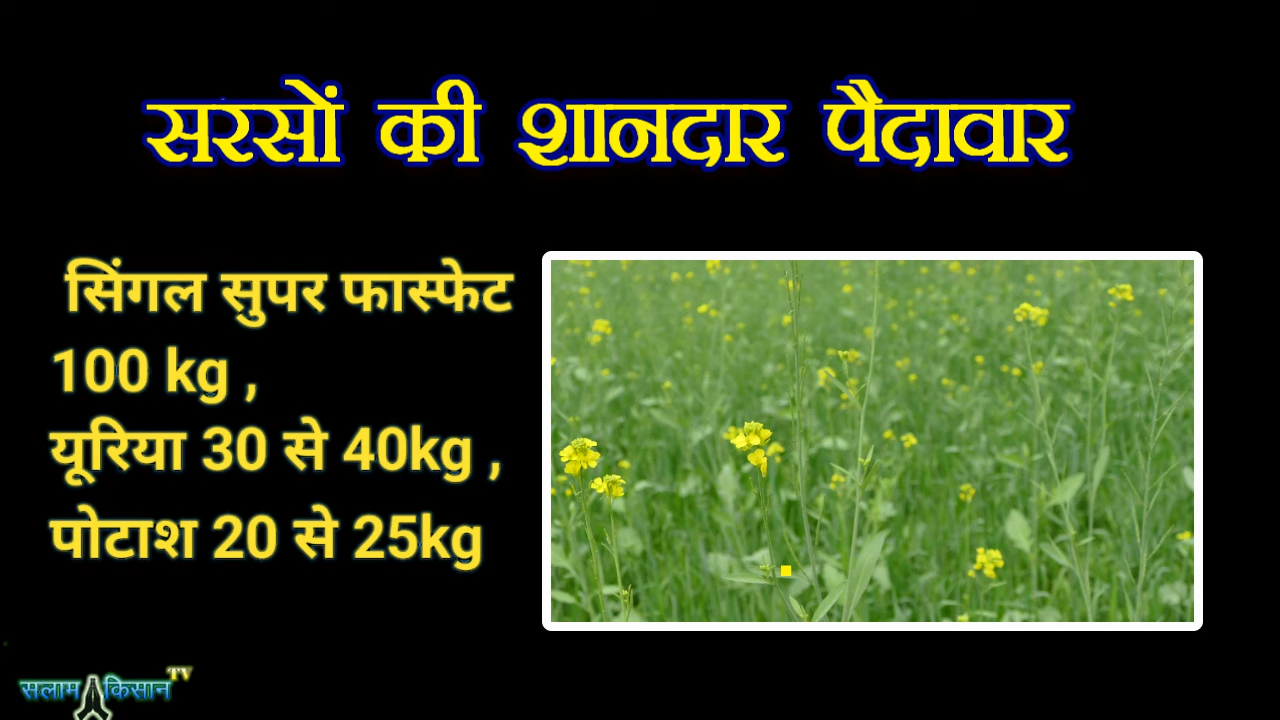 सरसों की शानदार पैदावार
सिंगल सुपर फास्फेट
100 kg ,
यूरिया 30 से 40kg ,
पोटाश 20 से 25kg
सलाम किसान TV